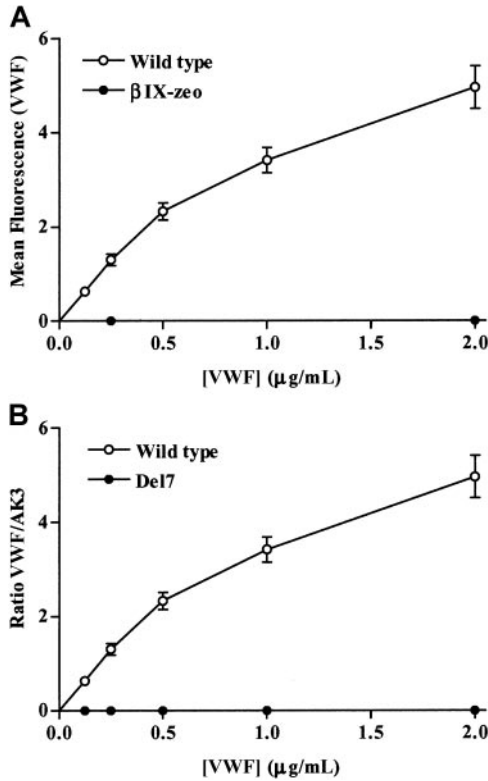 A
6
4
2
0
Mean Fluorescence (VWF)
Wild type
βIX-zeo
0.0 0.5 1.0 1.5 2.0
[VWF] (μg/mL)
B
6
4
2
0
Ratio VWF/AK3
Wild type
Del7
0.0 0.5 1.0 1.5 2.0
[VWF] (μg/mL)